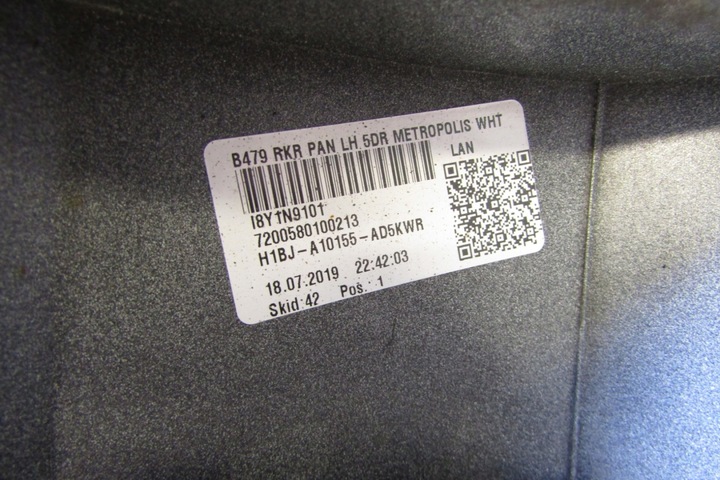 B479 RKR PAN LH 5DR METROPOLIS WHT
LAN
I8Y1N9101
7200580100213
H1BJ-A10155-AD5KWR
18.07.2019 22:42:03
Skid:42 Pos.: 1